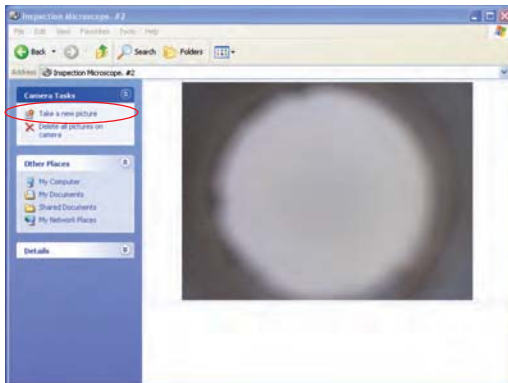 Inspection Microscope. #2
File Edit View Favorites Tools Help
Back Search Folders
Address Inspection Microscope. #2
Camera Tasks
Take a new picture
Delete all pictures on
camera
Other Places
My Computer
My Documents
Shared Documents
My Network Places
Details